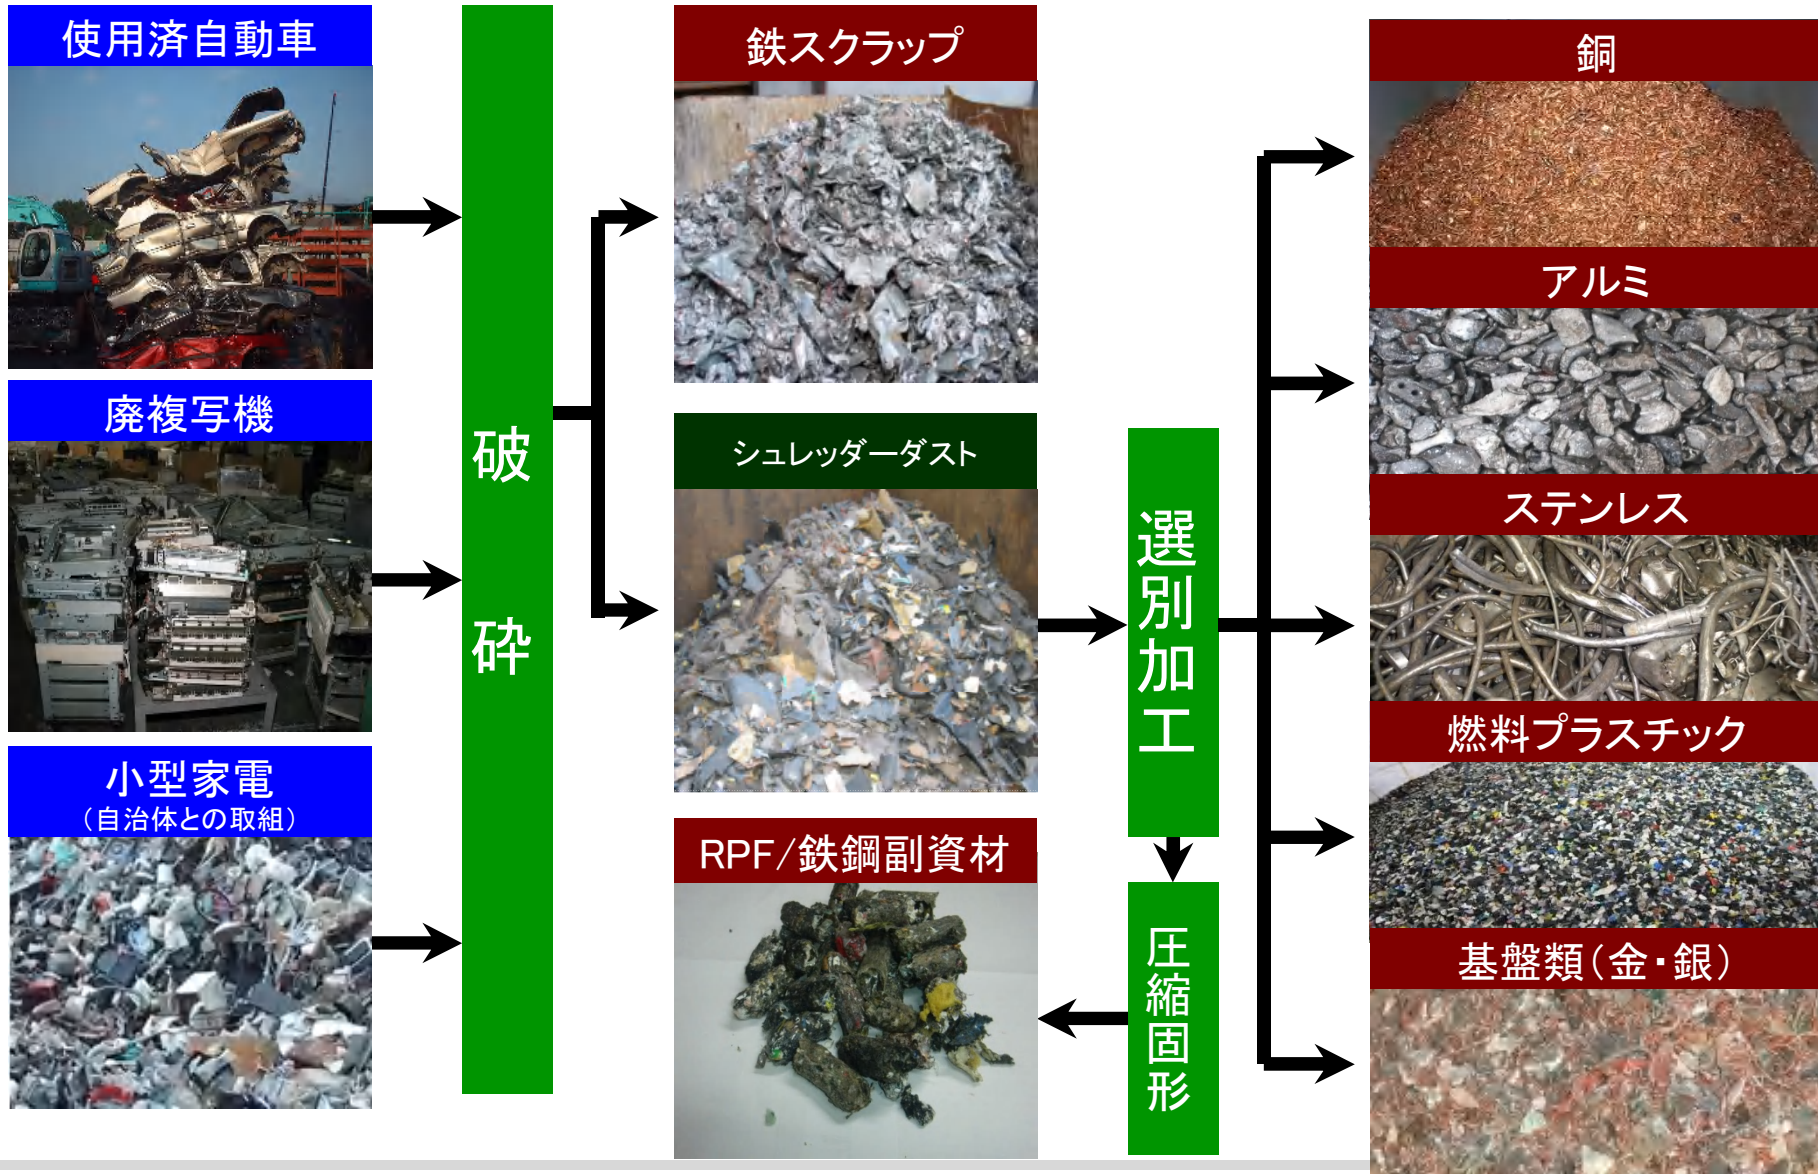 使用済自動車
廃複写機
小型家電
（自治体との取組）
破
砕
鉄スクラップ
シュレッダーダスト
RPF/鉄鋼副資材
選別加工
圧縮固形
銅
アルミ
ステンレス
燃料プラスチック
基盤類（金・銀）